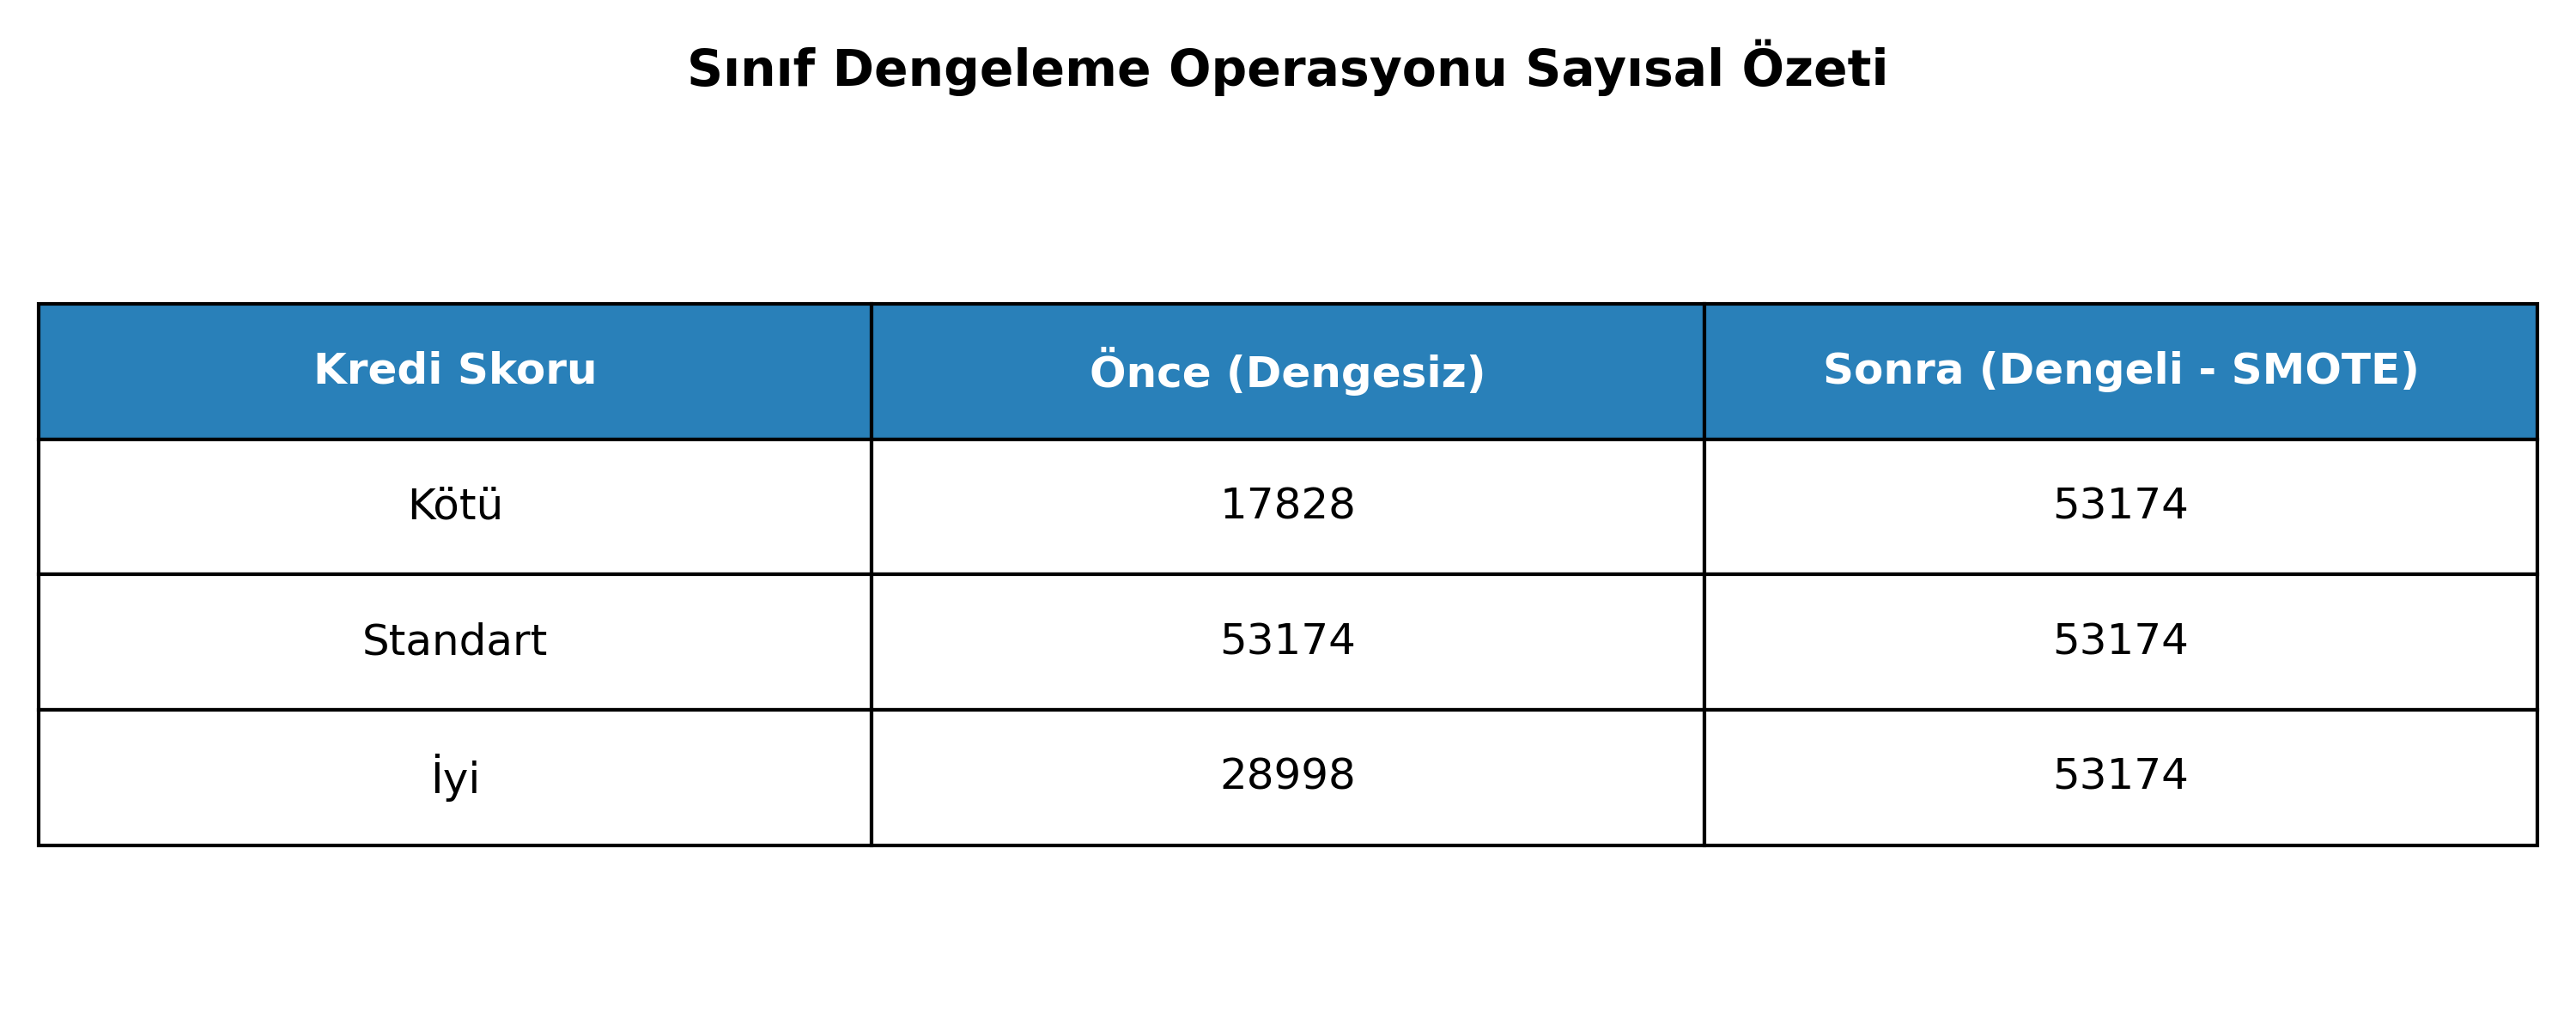 Sınıf Dengeleme Operasyonu Sayısal Özeti
Kredi Skoru Önce (Dengesiz) Sonra (Dengeli - SMOTE)
Kötü 17828 53174
Standart 53174 53174
İyi 28998 53174